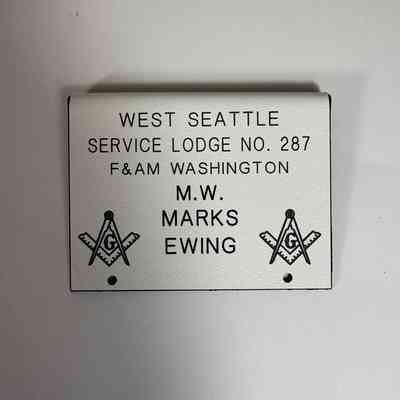 WEST SEATTLE
SERVICE LODGE NO. 287
F&AM WASHINGTON
M.W.
MARKS
EWING
G G